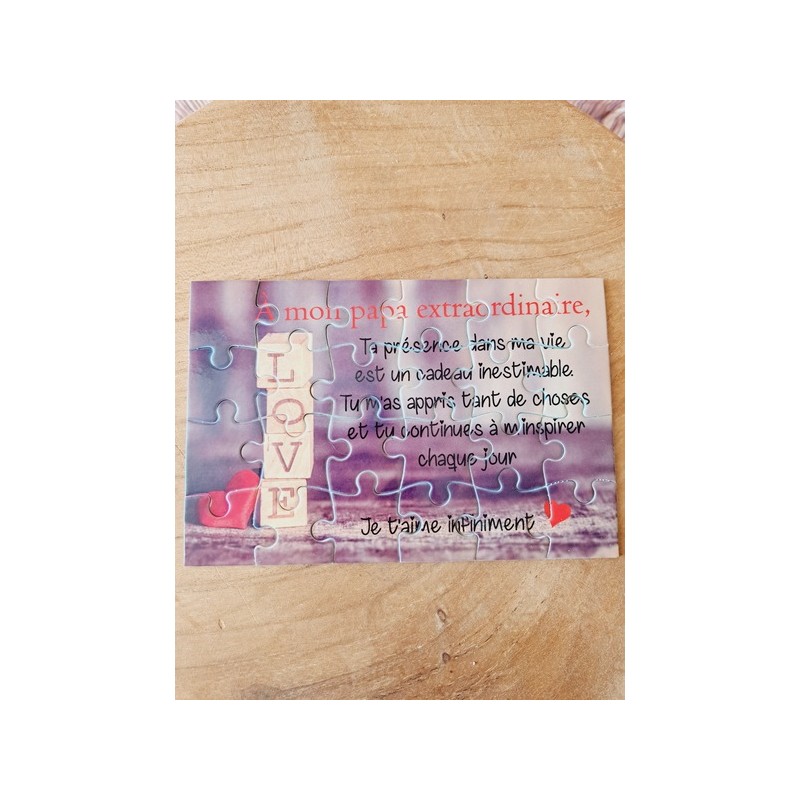 À mon papa extraordinaire,
L
O
V
E
Ta présence dans ma vie
est un cadeau inestimable.
Tu m'as appris tant de choses
et tu continues à m'inspirer
chaque jour
Je t'aime infiniment